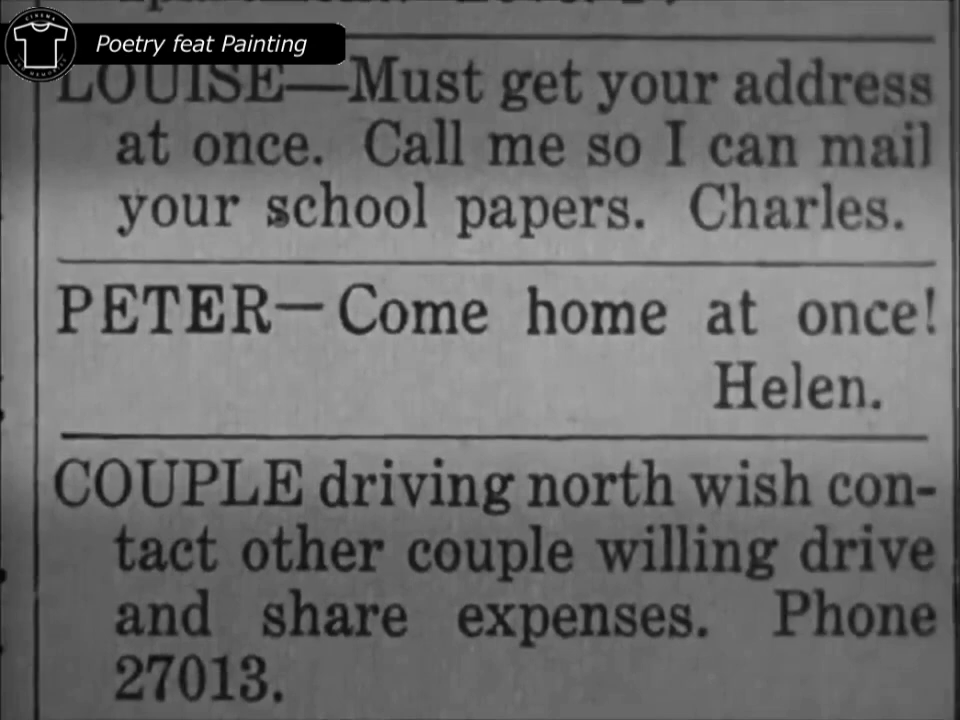 CINEMA
Poetry feat Painting
LOUISE—Must get your address
at once. Call me so I can mail
your school papers. Charles.
PETER—Come home at once!
Helen.
COUPLE driving north wish con-
tact other couple willing drive
and share expenses. Phone
27013.